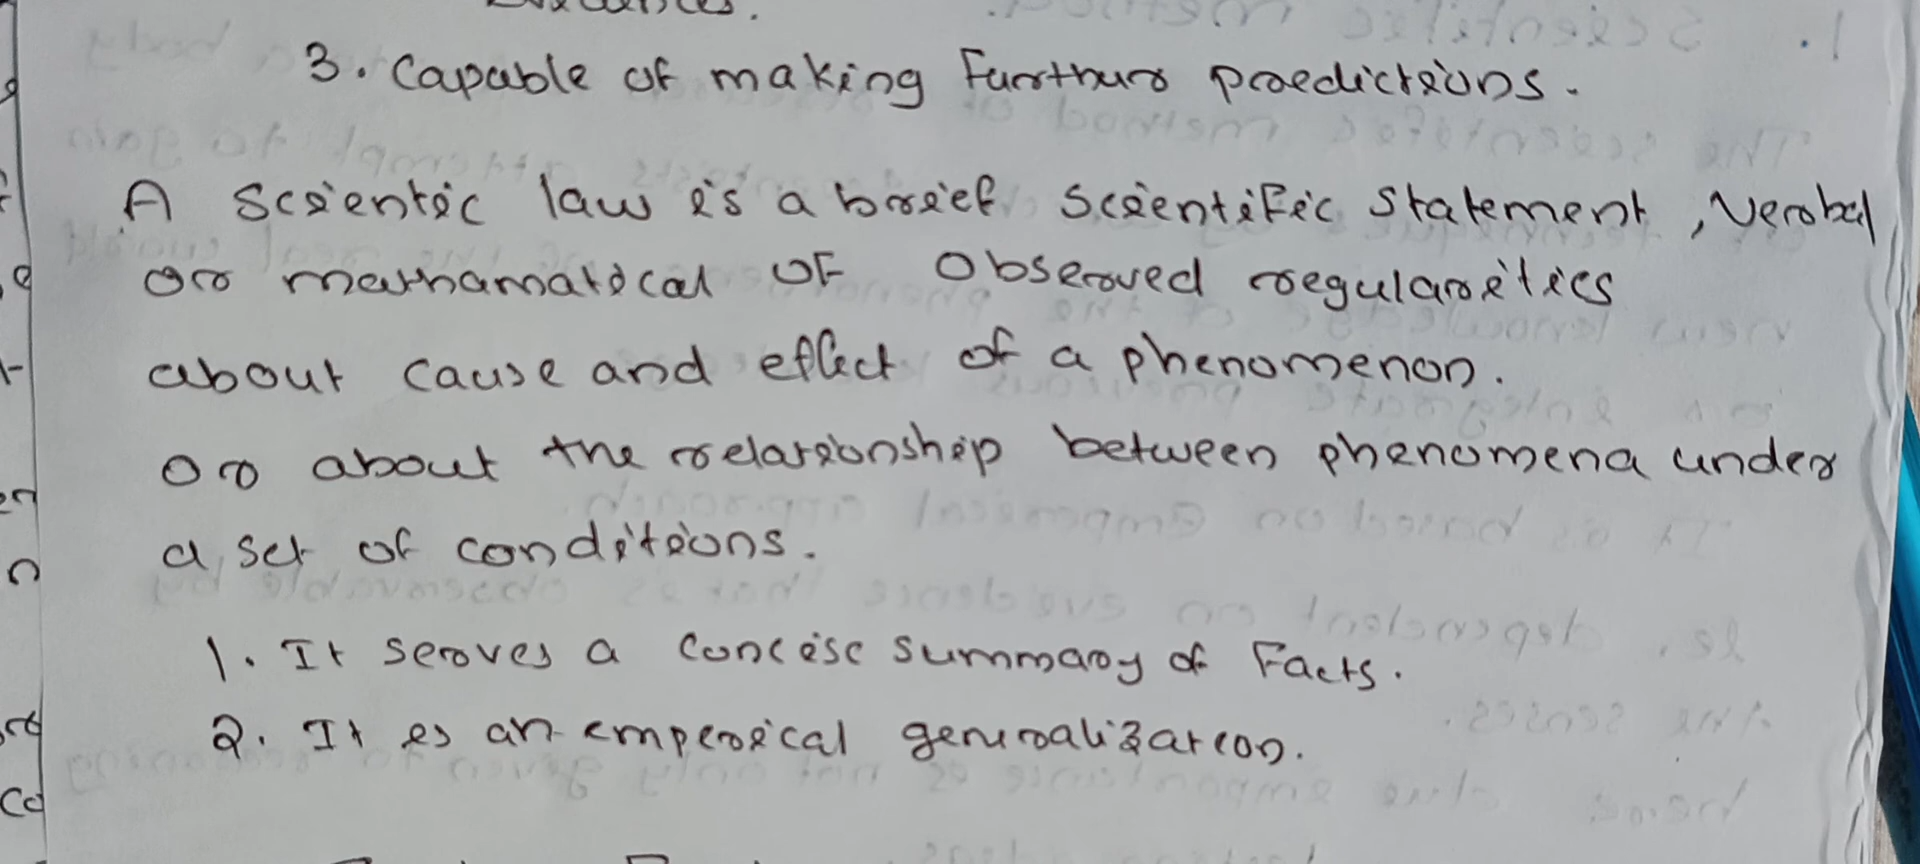 3. Capable of making Further predictions.
A scientic law is a brief scientific statement, verbal
or mathamatical of Observed regularities
about cause and effect of a phenomenon.
Or about the relationship between phenomena under
a set of conditions.
1. It serves a concise summary of Facts.
2. It is an emperical generalization.